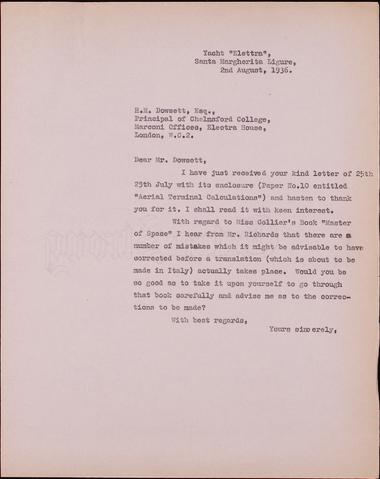 Yacht "Elettra",
Santa Margherita Ligure,
2nd August, 1936.
H.M. Dowsett, Esq.,
Principal of Chelmsford College,
Marconi Offices, Electra House,
London, W.C.2.
Dear Mr. Dowsett,
I have just received your kind letter of 25th
25th July with its enclosure (Paper No.10 entitled
"Aerial Terminal Calculations") and hasten to thank
you for it. I shall read it with keen interest.
With regard to Miss Collier's Book "Master
of Space" I hear from Mr. Richards that there are a
number of mistakes which it might be advisable to have
corrected before a translation (which is about to be
made in Italy) actually takes place. Would you be
so good as to take it upon yourself to go through
that book carefully and advise me as to the correc-
tions to be made?
With best regards,
Yours sincerely,